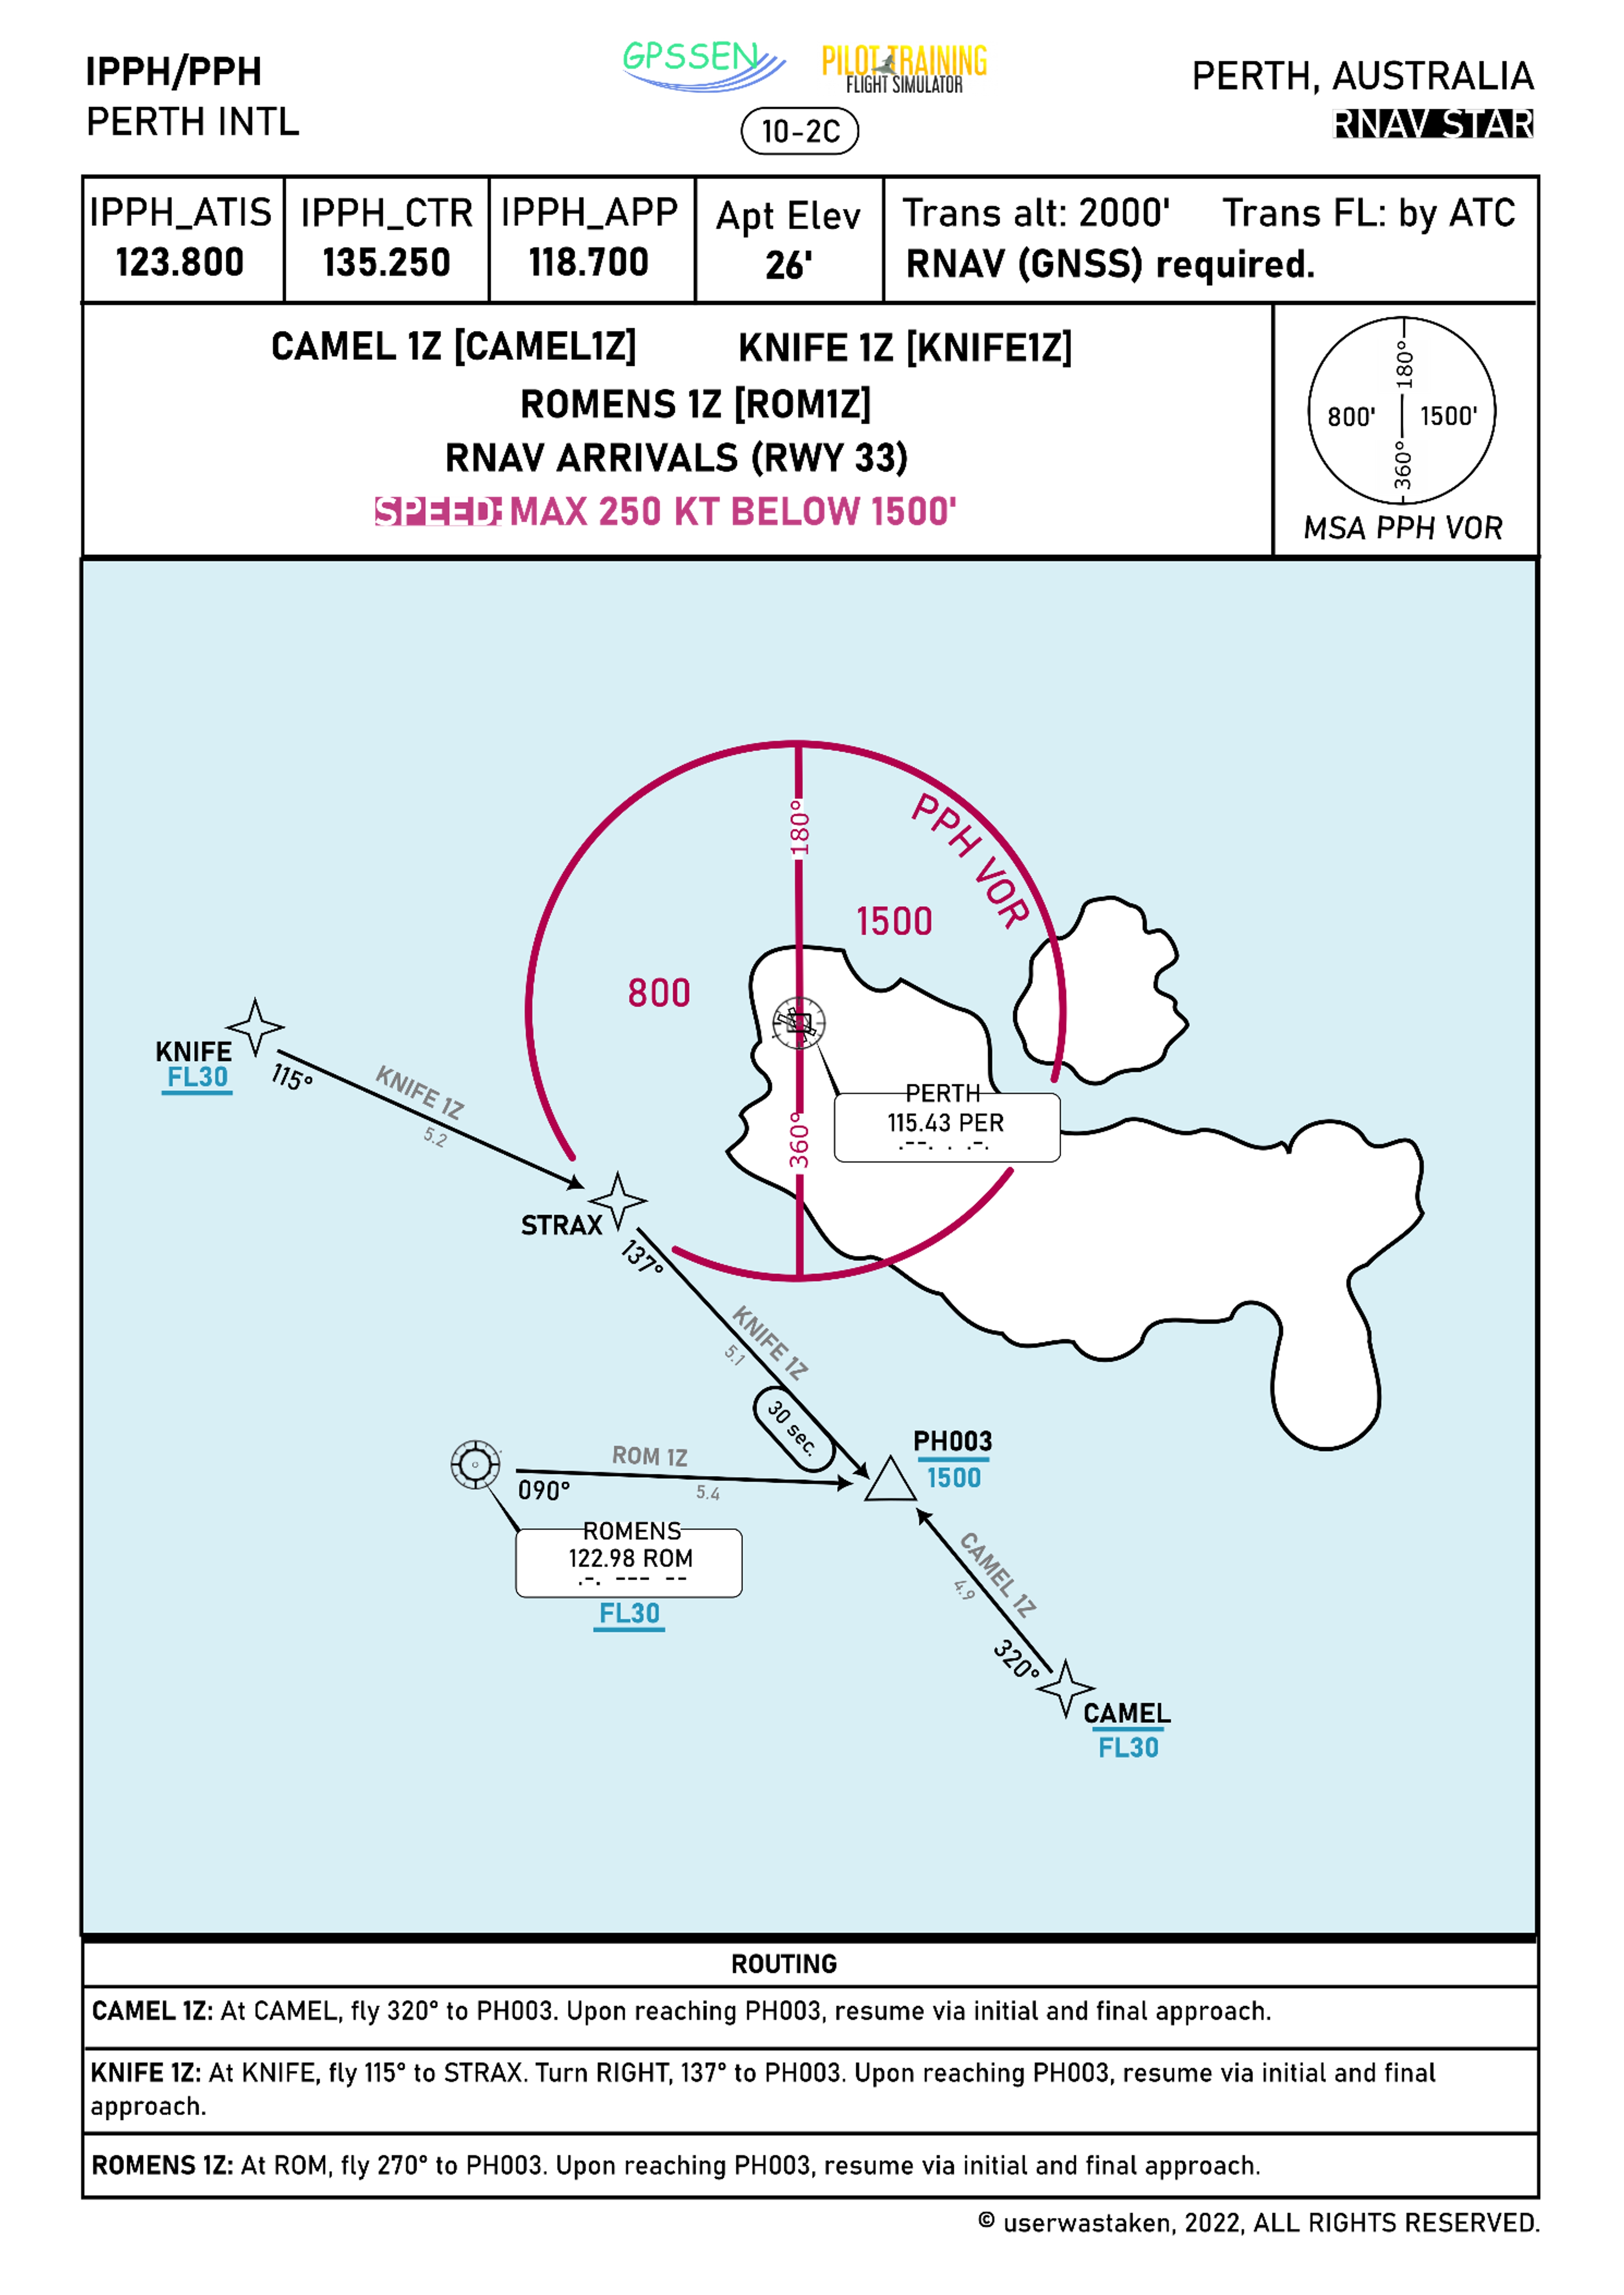 IPPH/PPH
PERTH INTL
GPSSEN
PILOT TRAINING
FLIGHT SIMULATOR
10-2C
PERTH, AUSTRALIA
RNAV STAR
IPPH_ATIS
123.800
IPPH_CTR
135.250
IPPH_APP
118.700
Apt Elev
26'
Trans alt: 2000' Trans FL: by ATC
RNAV (GNSS) required.
CAMEL 1Z [CAMEL1Z] KNIFE 1Z [KNIFE1Z]
ROMENS 1Z [ROM1Z]
RNAV ARRIVALS (RWY 33)
SPEED: MAX 250 KT BELOW 1500'
180°
800' 1500'
360°
MSA PPH VOR
PPH VOR
180°
1500
800
360°
PERTH
115.43 PER
.--. . .-.
KNIFE
FL30
115°
KNIFE 1Z
5.2
STRAX
137°
KNIFE 1Z
5.1
30 sec.
PH003
1500
ROM 1Z
090°
5.4
ROMENS
122.98 ROM
.-. --- --
FL30
CAMEL 1Z
4.9
320°
CAMEL
FL30
ROUTING
CAMEL 1Z: At CAMEL, fly 320° to PH003. Upon reaching PH003, resume via initial and final approach.
KNIFE 1Z: At KNIFE, fly 115° to STRAX. Turn RIGHT, 137° to PH003. Upon reaching PH003, resume via initial and final
approach.
ROMENS 1Z: At ROM, fly 270° to PH003. Upon reaching PH003, resume via initial and final approach.
© userwastaken, 2022, ALL RIGHTS RESERVED.